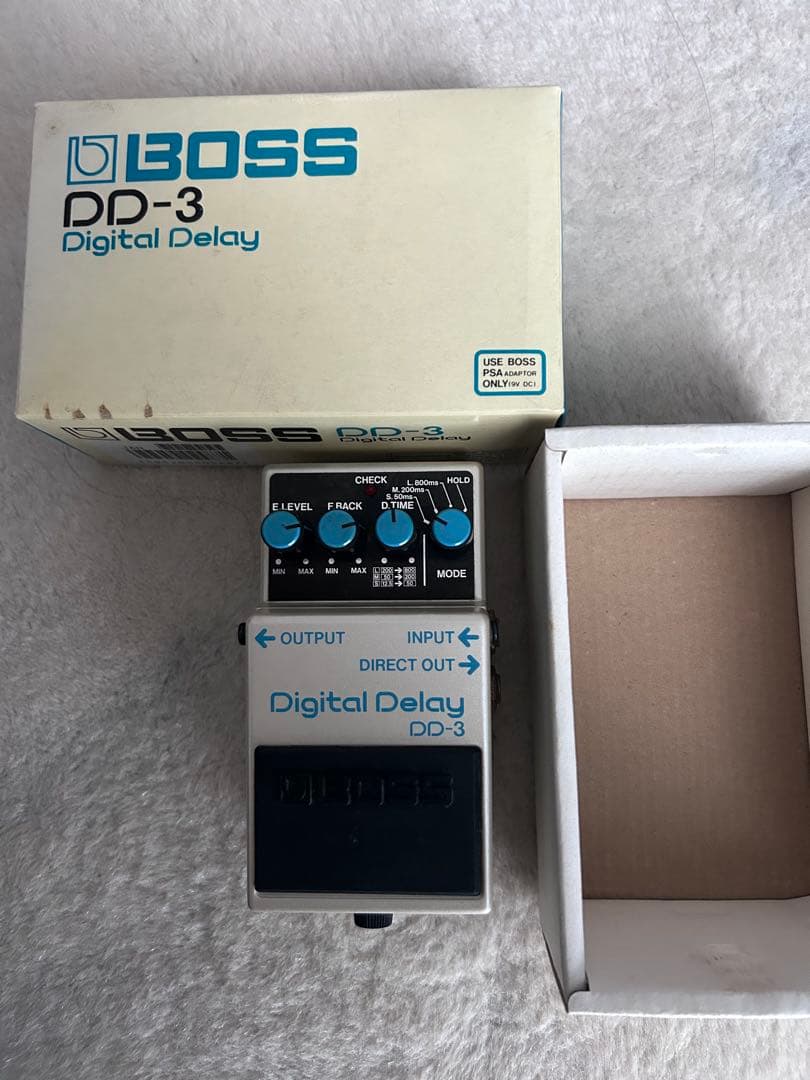 BOSS
DD-3
Digital Delay
USE BOSS
PSA ADAPTOR
ONLY (9V DC)
BOSS DD-3 Digital Delay
CHECK
L. 800ms HOLD
M. 200ms
S. 50ms
E.LEVEL F.BACK D.TIME
MIN MAX MIN MAX
L 200 → 800
M 50 → 200
S 12.5 → 50
MODE
← OUTPUT INPUT ←
DIRECT OUT →
Digital Delay
DD-3
BOSS